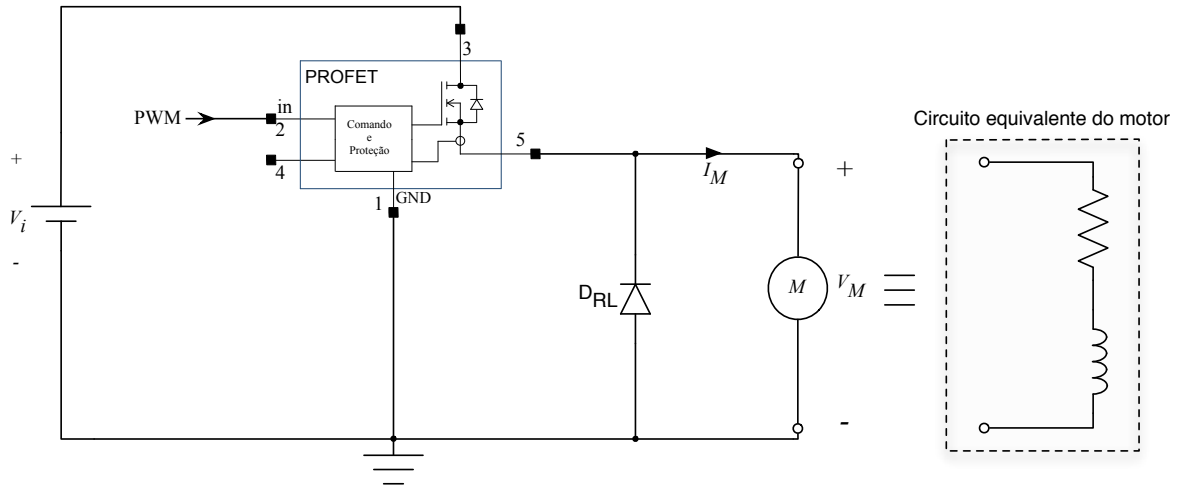 3
PROFET
Circuito equivalente do motor
PWM
in
2
Comando
e
Proteção
5
4
1
GND
I_M
+
+
V_i
-
D_RL
M
V_M
-